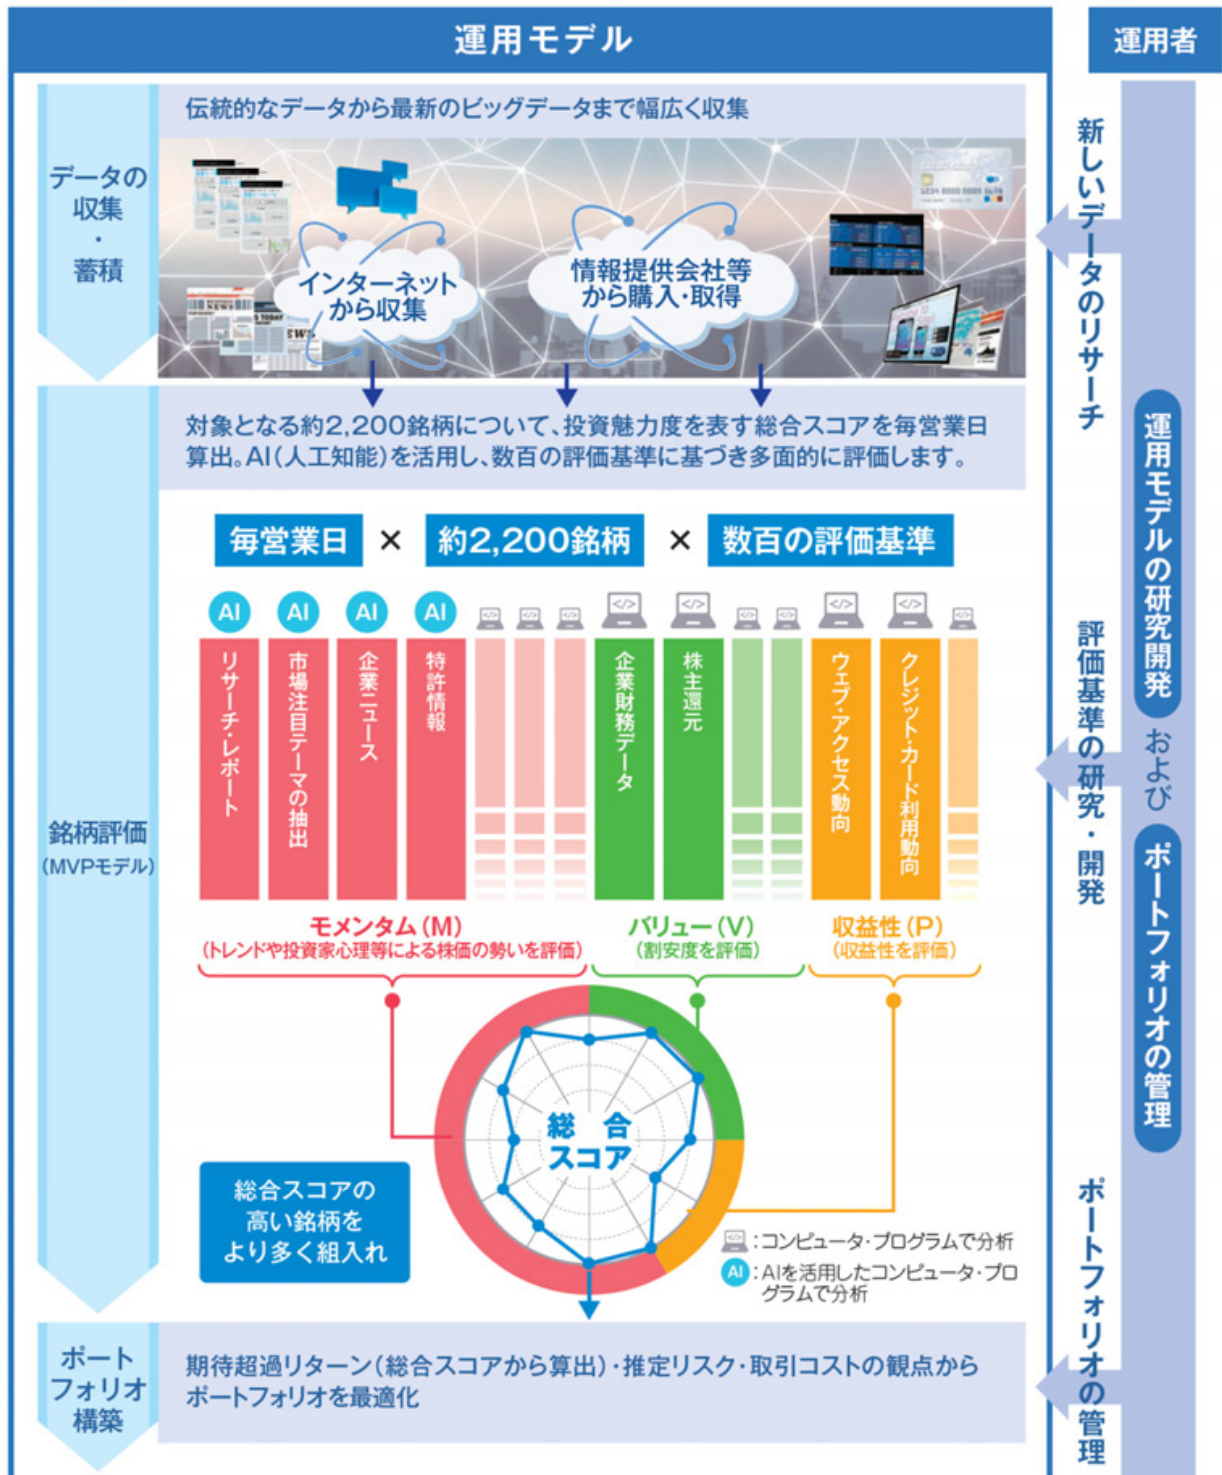 運用モデル
運用者
データの
収集
・
蓄積
伝統的なデータから最新のビッグデータまで幅広く収集
インターネット
から収集
情報提供会社等
から購入・取得
NEWS
新しいデータのリサーチ
銘柄評価
(MVPモデル)
対象となる約2,200銘柄について、投資魅力度を表す総合スコアを毎営業日
算出。AI(人工知能)を活用し、数百の評価基準に基づき多面的に評価します。
毎営業日 × 約2,200銘柄 × 数百の評価基準
AI
AI
AI
AI
リサーチ・レポート
市場注目テーマの抽出
企業ニュース
特許情報
企業財務データ
株主還元
ウェブ・アクセス動向
クレジット・カード利用動向
モメンタム(M)
(トレンドや投資家心理等による株価の勢いを評価)
バリュー(V)
(割安度を評価)
収益性(P)
(収益性を評価)
総合
スコア
総合スコアの
高い銘柄を
より多く組入れ
</>:コンピュータ・プログラムで分析
AI:AIを活用したコンピュータ・プロ
グラムで分析
評価基準の研究・開発
運用モデルの研究開発
および
ポートフォリオの管理
ポート
フォリオ
構築
期待超過リターン(総合スコアから算出)・推定リスク・取引コストの観点から
ポートフォリオを最適化
ポートフォリオの管理